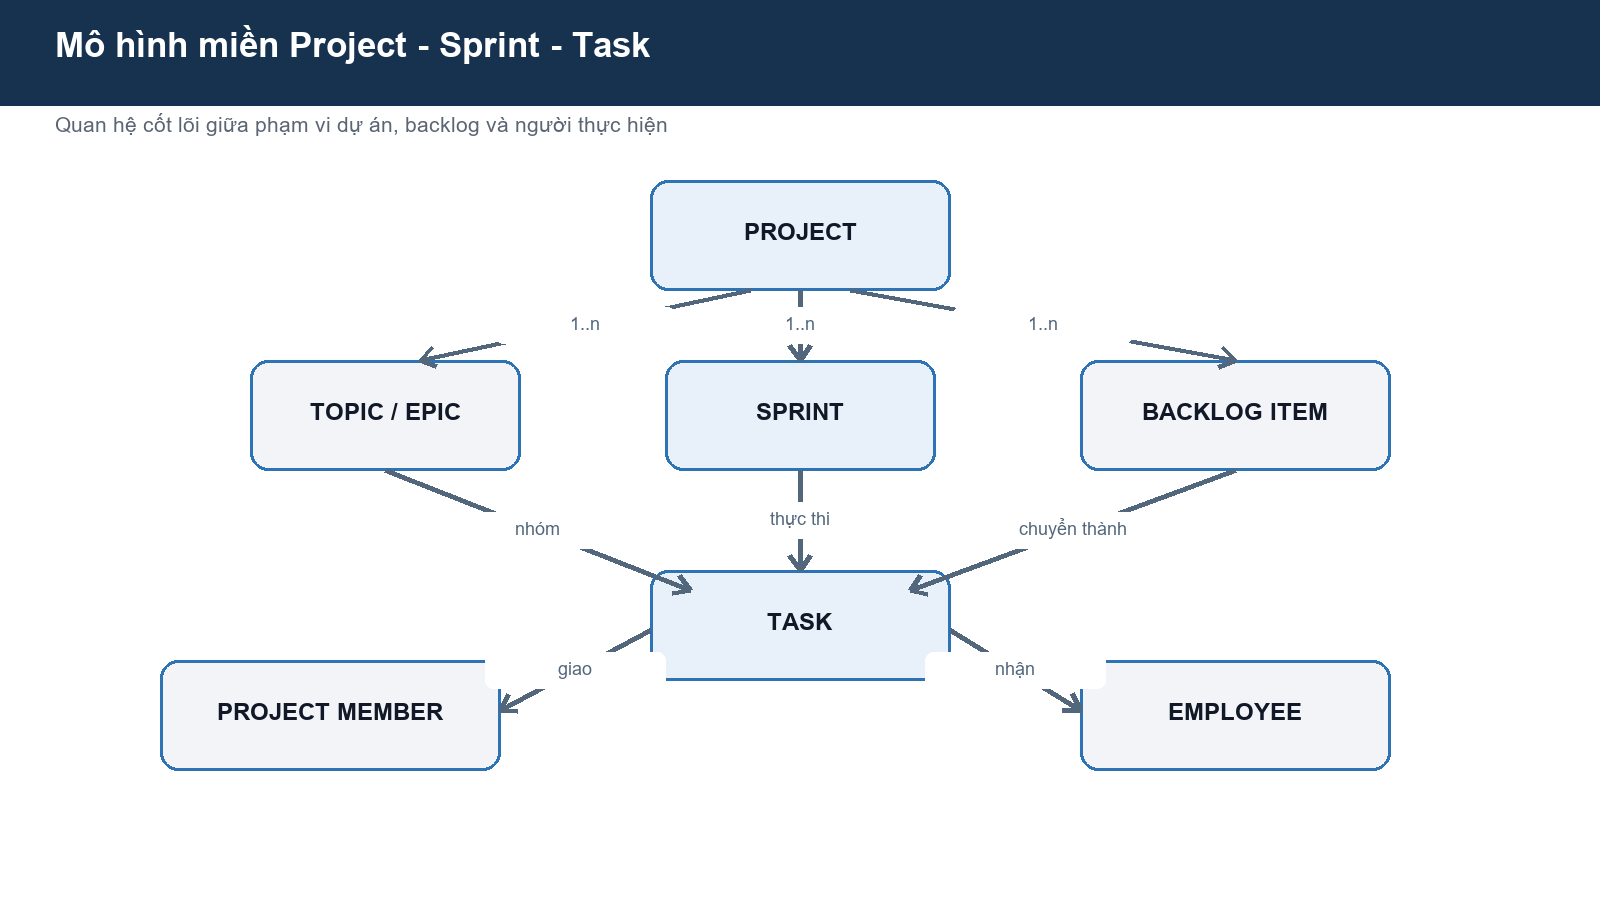 Mô hình miền Project - Sprint - Task
Quan hệ cốt lõi giữa phạm vi dự án, backlog và người thực hiện
PROJECT
1..n
1..n
1..n
TOPIC / EPIC
SPRINT
BACKLOG ITEM
nhóm
thực thi
chuyển thành
TASK
giao
nhận
PROJECT MEMBER
EMPLOYEE